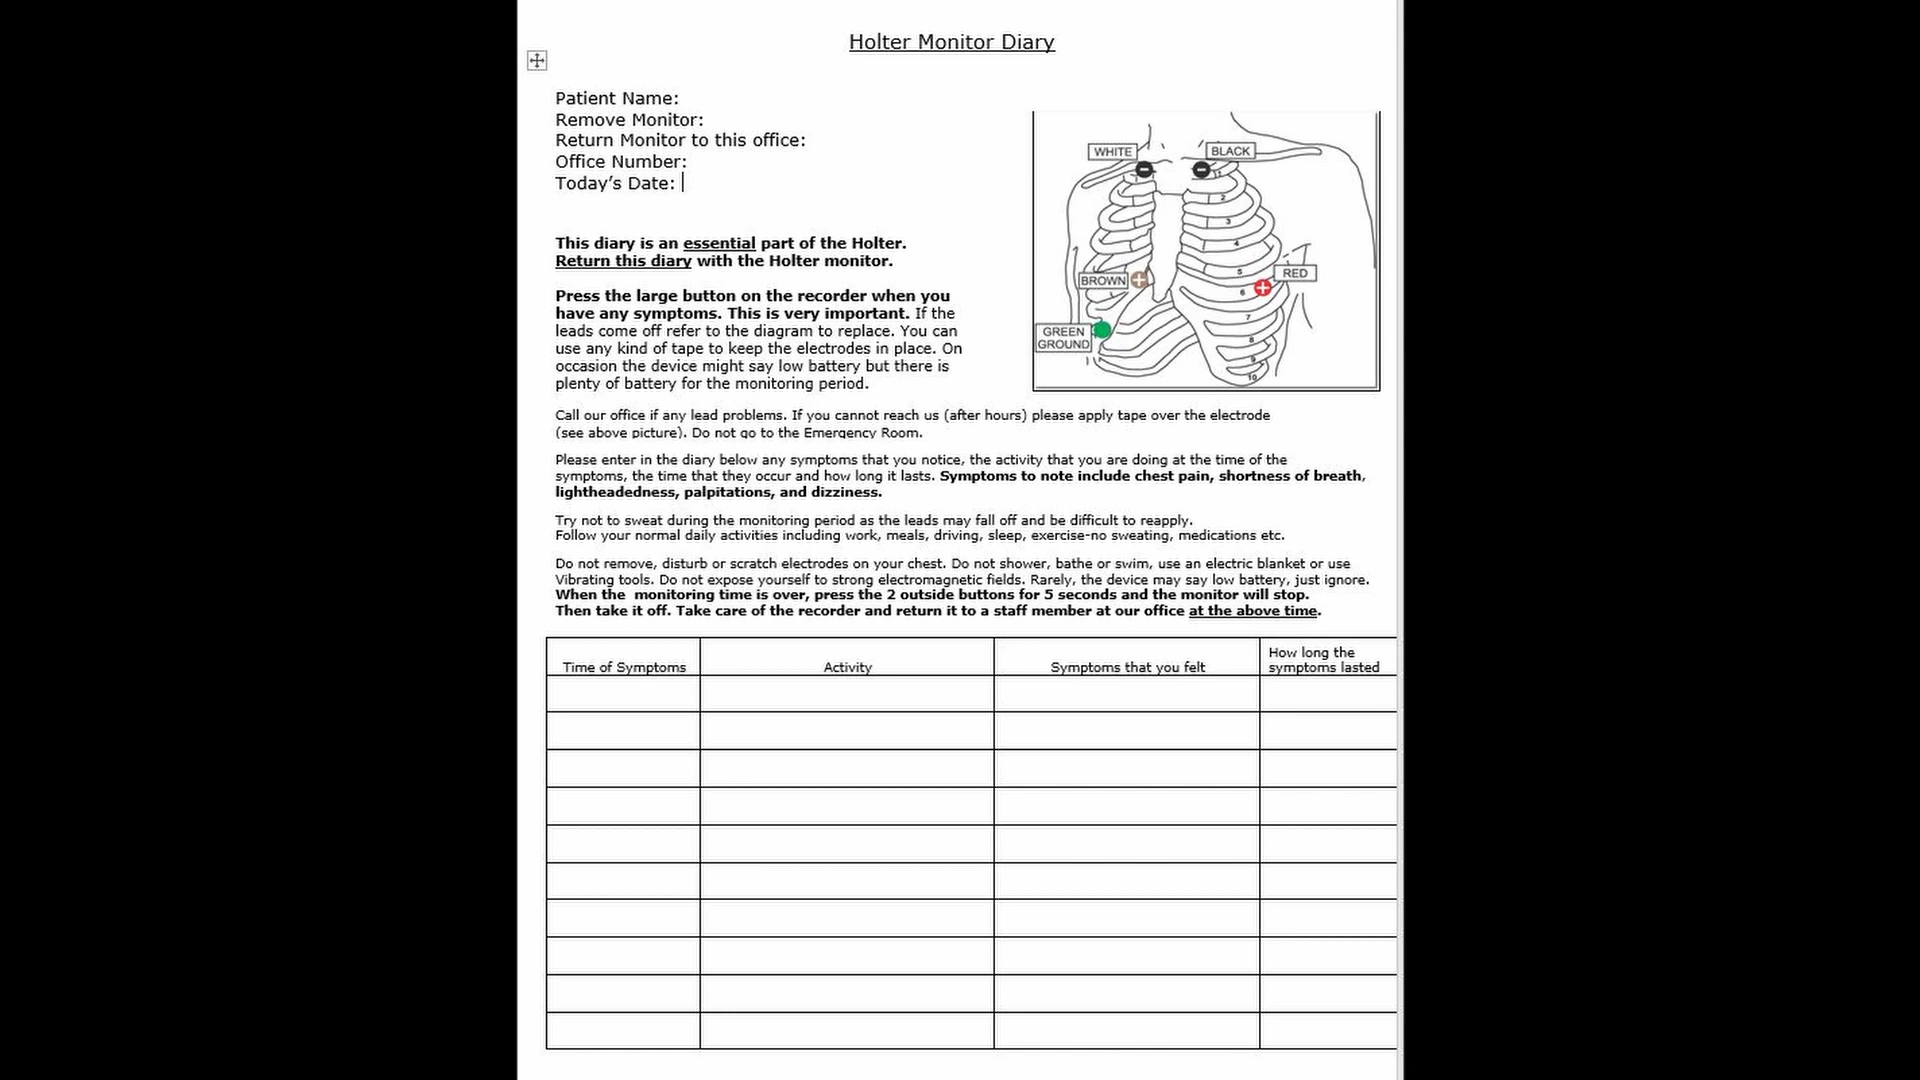 Holter Monitor Diary
Patient Name:
Remove Monitor:
Return Monitor to this office:
Office Number:
Today’s Date:
WHITE
BLACK
1
1
2
3
4
5
BROWN
RED
6
7
GREEN
GROUND
8
9
10
This diary is an essential part of the Holter.
Return this diary with the Holter monitor.
Press the large button on the recorder when you
have any symptoms. This is very important. If the
leads come off refer to the diagram to replace. You can
use any kind of tape to keep the electrodes in place. On
occasion the device might say low battery but there is
plenty of battery for the monitoring period.
Call our office if any lead problems. If you cannot reach us (after hours) please apply tape over the electrode
(see above picture). Do not go to the Emergency Room.
Please enter in the diary below any symptoms that you notice, the activity that you are doing at the time of the
symptoms, the time that they occur and how long it lasts. Symptoms to note include chest pain, shortness of breath,
lightheadedness, palpitations, and dizziness.
Try not to sweat during the monitoring period as the leads may fall off and be difficult to reapply.
Follow your normal daily activities including work, meals, driving, sleep, exercise-no sweating, medications etc.
Do not remove, disturb or scratch electrodes on your chest. Do not shower, bathe or swim, use an electric blanket or use
Vibrating tools. Do not expose yourself to strong electromagnetic fields. Rarely, the device may say low battery, just ignore.
When the monitoring time is over, press the 2 outside buttons for 5 seconds and the monitor will stop.
Then take it off. Take care of the recorder and return it to a staff member at our office at the above time.
Time of Symptoms
Activity
Symptoms that you felt
How long the
symptoms lasted